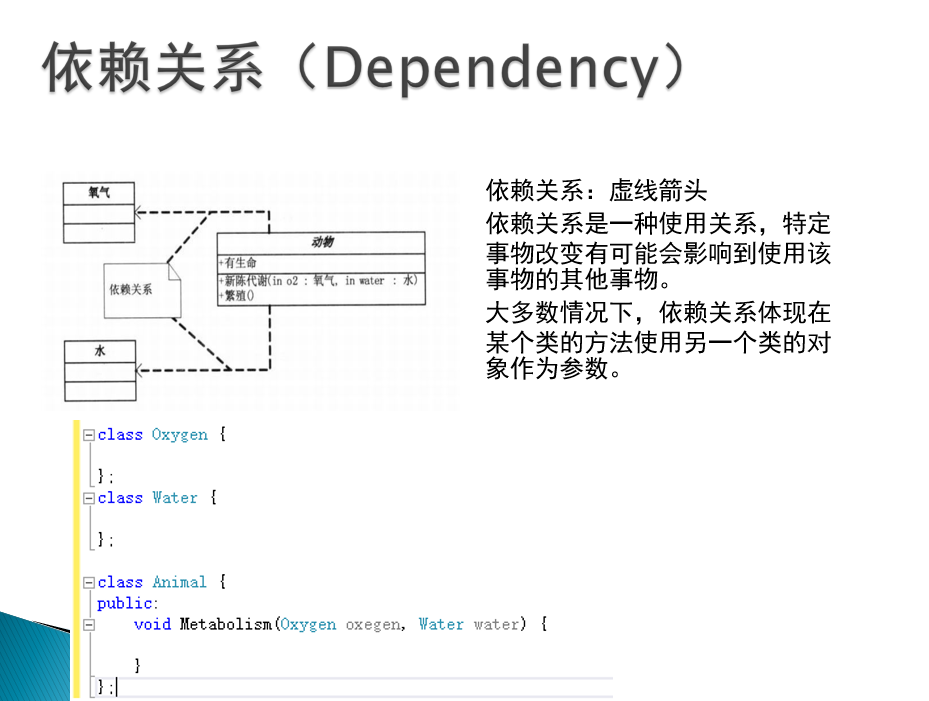 依赖关系（Dependency）
氧气
动物
+有生命
+新陈代谢(in o2 : 氧气, in water : 水)
+繁殖()
依赖关系
水
依赖关系：虚线箭头
依赖关系是一种使用关系，特定
事物改变有可能会影响到使用该
事物的其他事物。
大多数情况下，依赖关系体现在
某个类的方法使用另一个类的对
象作为参数。
class Oxygen {
};
class Water {
};
class Animal {
public:
void Metabolism(Oxygen oxegen, Water water) {
}
};